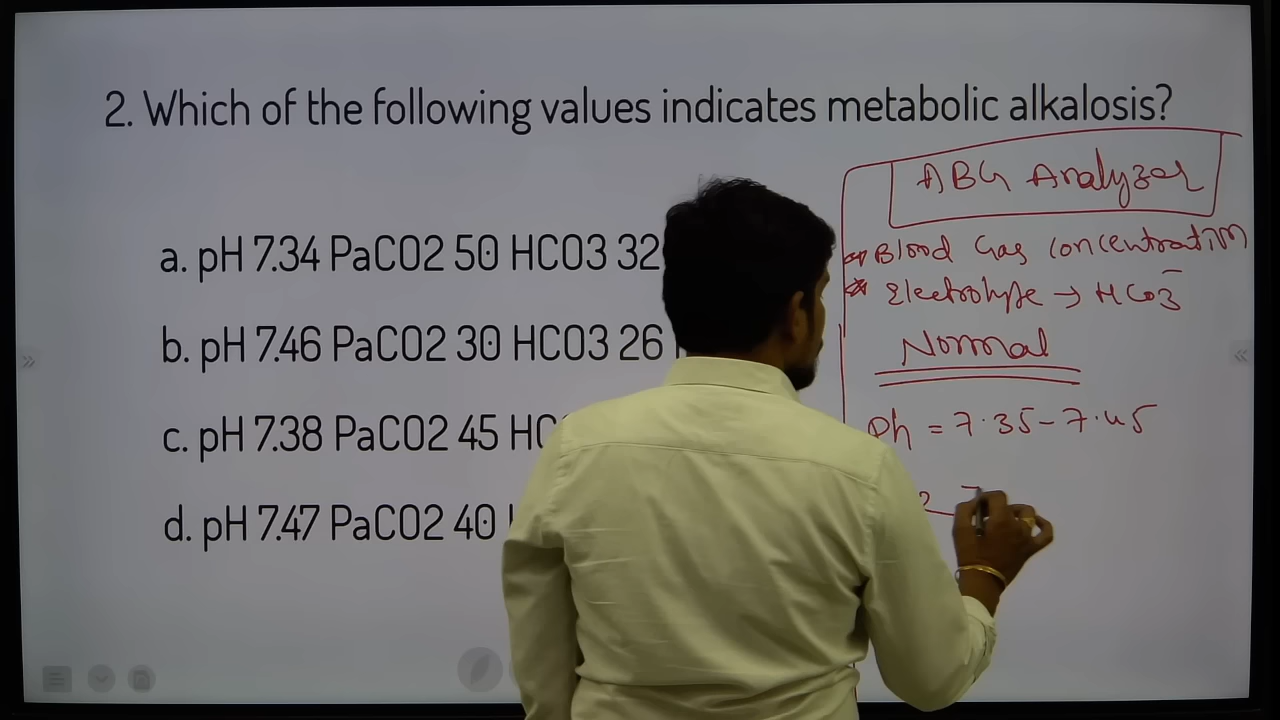 2. Which of the following values indicates metabolic alkalosis?
ABG Analyzer
a. pH 7.34 PaCO2 50 HCO3 32
Blood Gas concentration
Electrolyte → HCO3⁻
b. pH 7.46 PaCO2 30 HCO3 26
Normal
c. pH 7.38 PaCO2 45
Ph = 7.35-7.45
d. pH 7.47 PaCO2 40